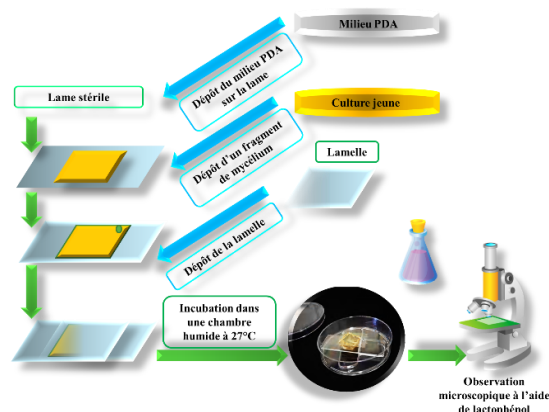 Milieu PDA
Dépôt du milieu PDA
sur la lame
Lame stérile
Culture jeune
Dépôt d'un fragment
de mycélium
Lamelle
Dépôt de la lamelle
Incubation dans
une chambre
humide à 27°C
Observation
microscopique à l'aide
de lactophénol